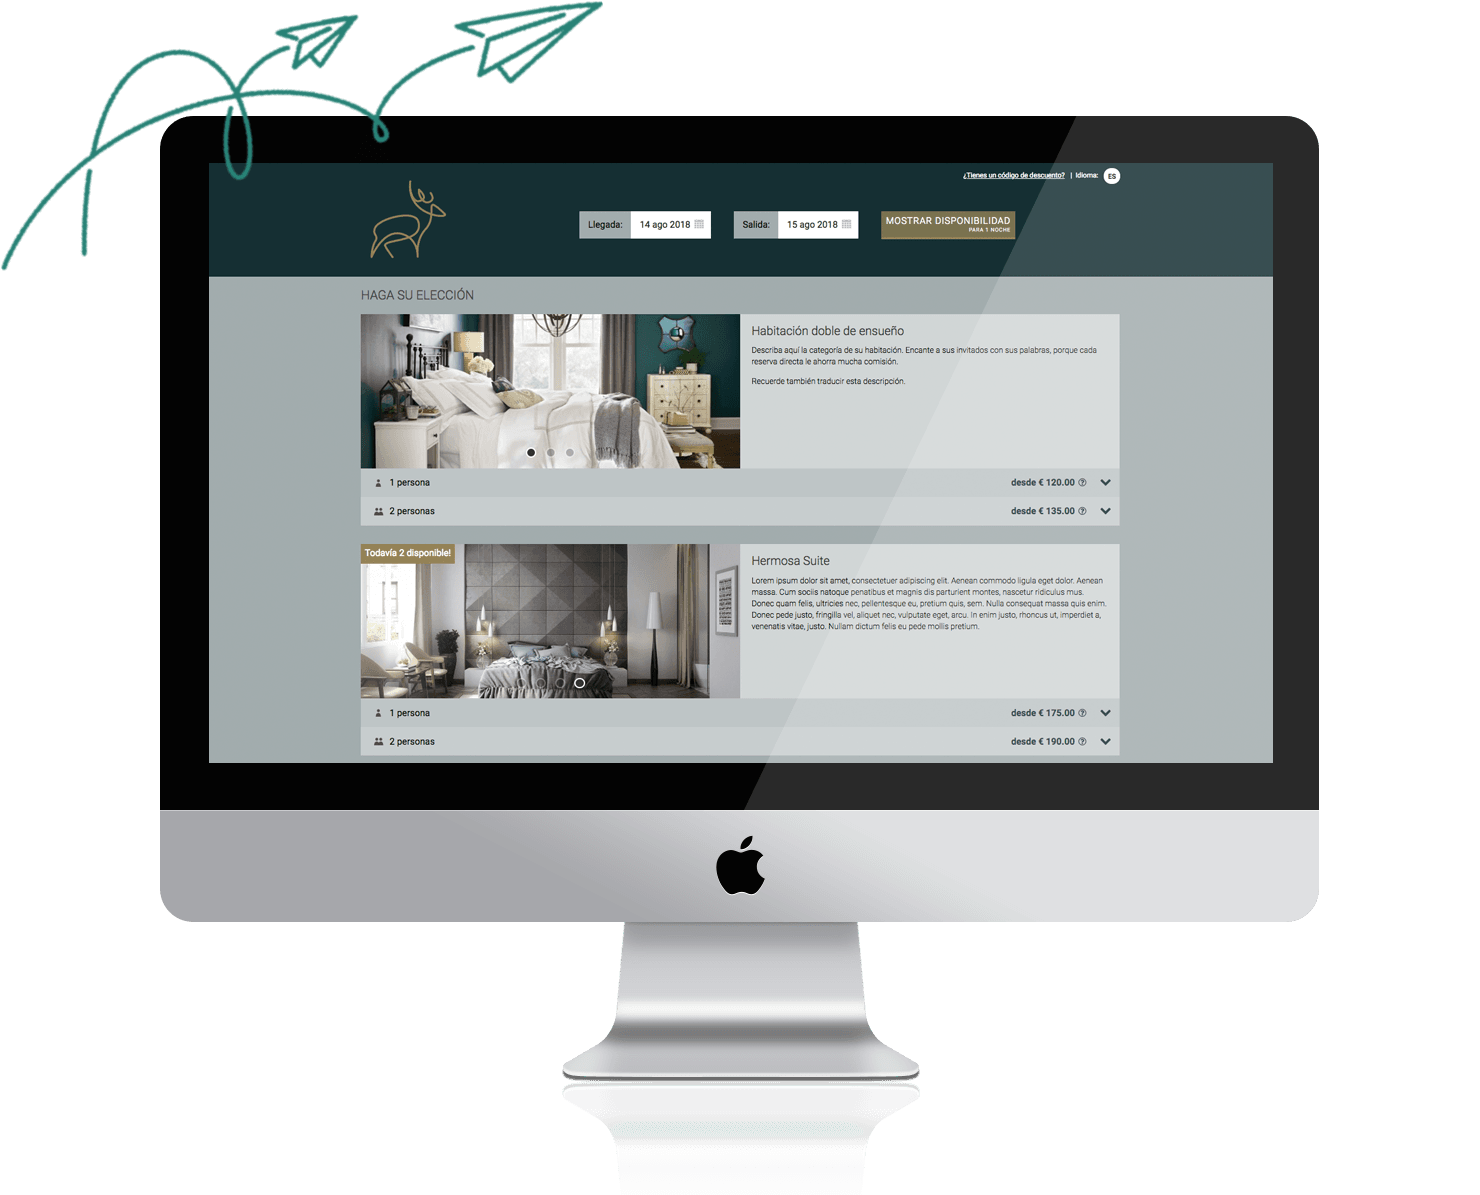 ¿Tienes un código de descuento? | Idioma: ES
Llegada: 14 ago 2018 Salida: 15 ago 2018 MOSTRAR DISPONIBILIDAD
PARA 1 NOCHE
HAGA SU ELECCIÓN
Habitación doble de ensueño
Describa aquí la categoría de su habitación. Encante a sus invitados con sus palabras, porque cada
reserva directa le ahorra mucha comisión.
Recuerde también traducir esta descripción.
1 persona desde € 120.00
2 personas desde € 135.00
Todavía 2 disponible!
Hermosa Suite
Lorem ipsum dolor sit amet, consectetuer adipiscing elit. Aenean commodo ligula eget dolor. Aenean
massa. Cum sociis natoque penatibus et magnis dis parturient montes, nascetur ridiculus mus.
Donec quam felis, ultricies nec, pellentesque eu, pretium quis, sem. Nulla consequat massa quis enim.
Donec pede justo, fringilla vel, aliquet nec, vulputate eget, arcu. In enim justo, rhoncus ut, imperdiet a,
venenatis vitae, justo. Nullam dictum felis eu pede mollis pretium.
1 persona desde € 175.00
2 personas desde € 190.00